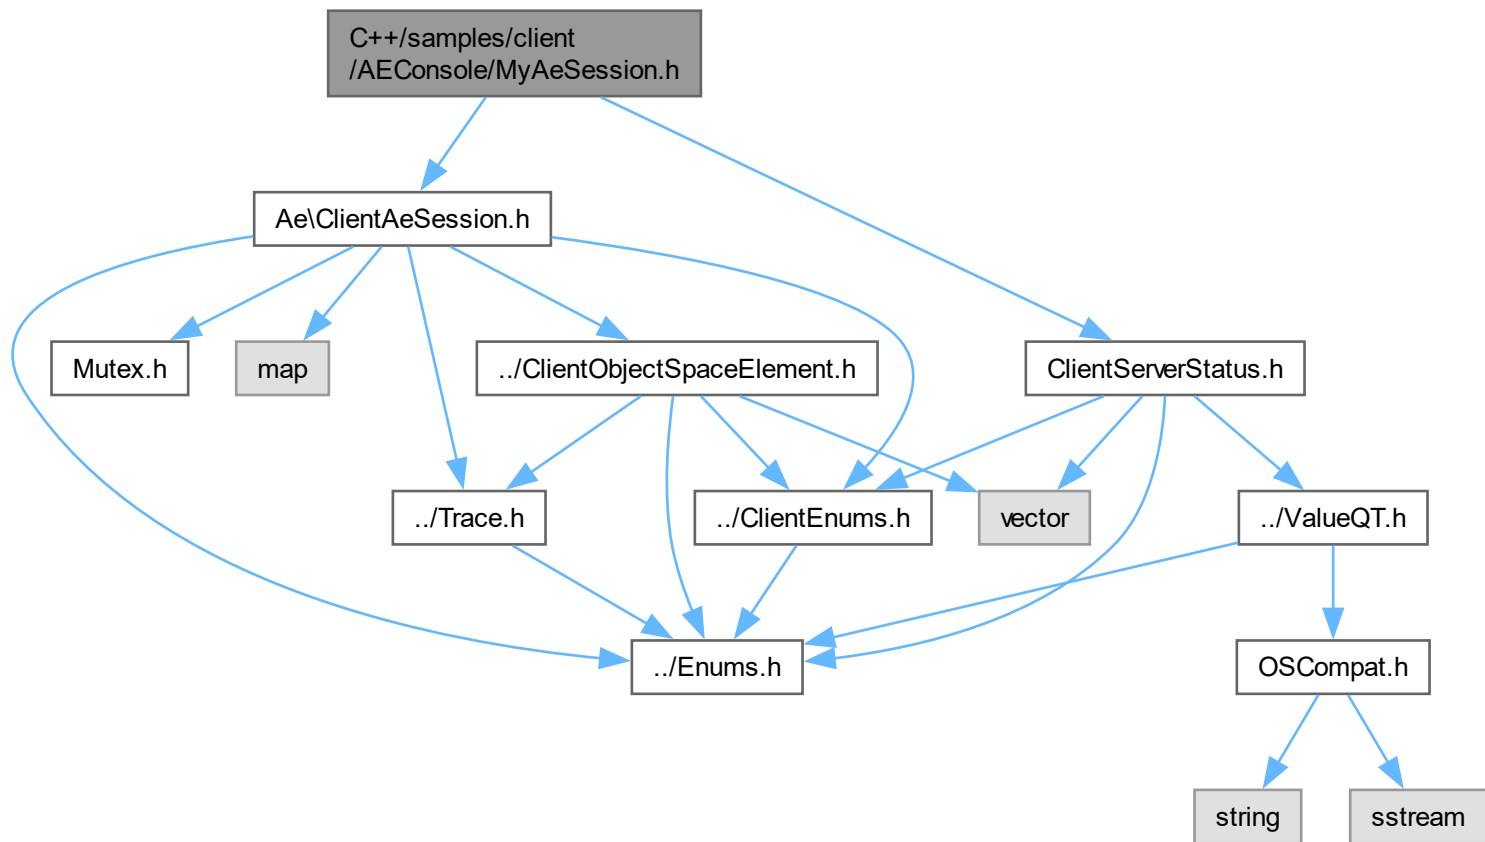 C++/samples/client
/AEConsole/MyAeSession.h
Ae\ClientAeSession.h
Mutex.h
map
../ClientObjectSpaceElement.h
ClientServerStatus.h
../Trace.h
../ClientEnums.h
vector
../ValueQT.h
../Enums.h
OSCompat.h
string
sstream